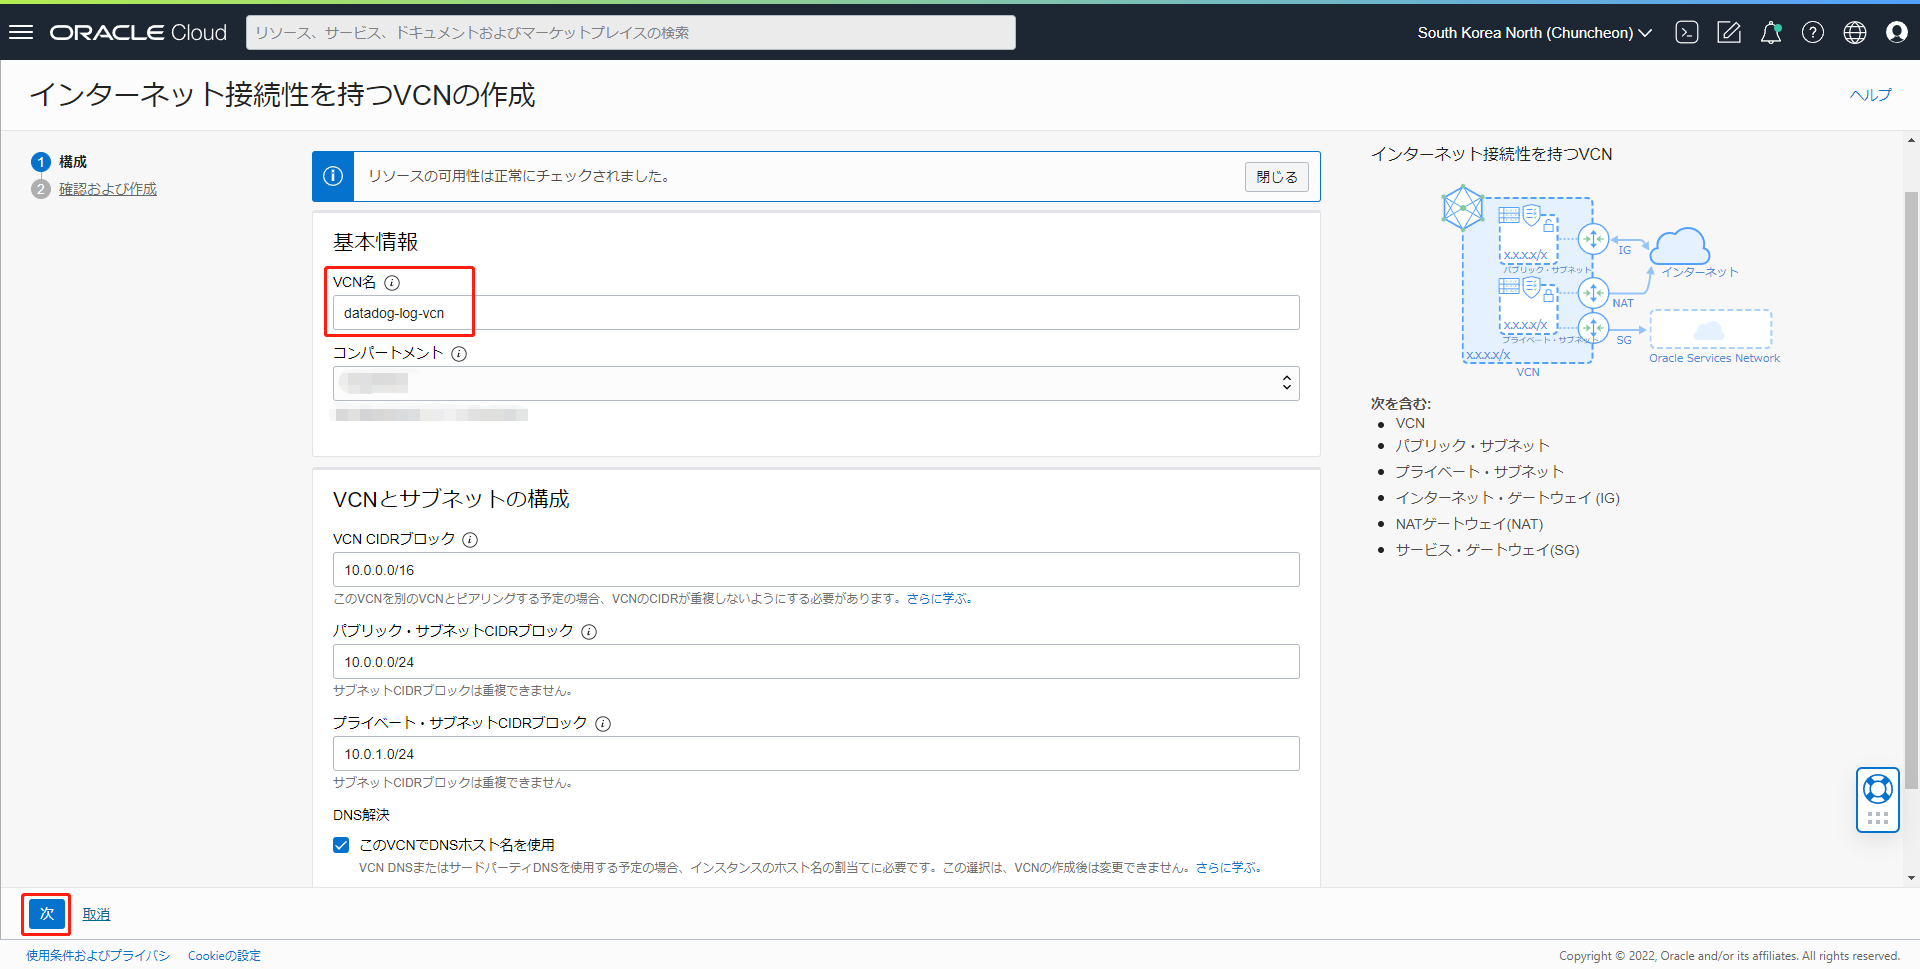 ORACLE Cloud
リソース、サービス、ドキュメントおよびマーケットプレイスの検索
South Korea North (Chuncheon)
インターネット接続性を持つVCNの作成
ヘルプ
1 構成
2 確認および作成
リソースの可用性は正常にチェックされました。
閉じる
基本情報
VCN名
datadog-log-vcn
コンパートメント
VCNとサブネットの構成
VCN CIDRブロック
10.0.0.0/16
このVCNを別のVCNとピアリングする予定の場合、VCNのCIDRが重複しないようにする必要があります。さらに学ぶ。
パブリック・サブネットCIDRブロック
10.0.0.0/24
サブネットCIDRブロックは重複できません。
プライベート・サブネットCIDRブロック
10.0.1.0/24
サブネットCIDRブロックは重複できません。
DNS解決
このVCNでDNSホスト名を使用
VCN DNSまたはサードパーティDNSを使用する予定の場合、インスタンスのホスト名の割当てに必要です。この選択は、VCNの作成後は変更できません。さらに学ぶ。
インターネット接続性を持つVCN
x.x.x.x/x
パブリック・サブネット
IG
インターネット
NAT
x.x.x.x/x
プライベート・サブネット
SG
x.x.x.x/x
Oracle Services Network
VCN
次を含む:
VCN
パブリック・サブネット
プライベート・サブネット
インターネット・ゲートウェイ (IG)
NATゲートウェイ(NAT)
サービス・ゲートウェイ(SG)
次
取消
使用条件およびプライバシ
Cookieの設定
Copyright © 2022, Oracle and/or its affiliates. All rights reserved.